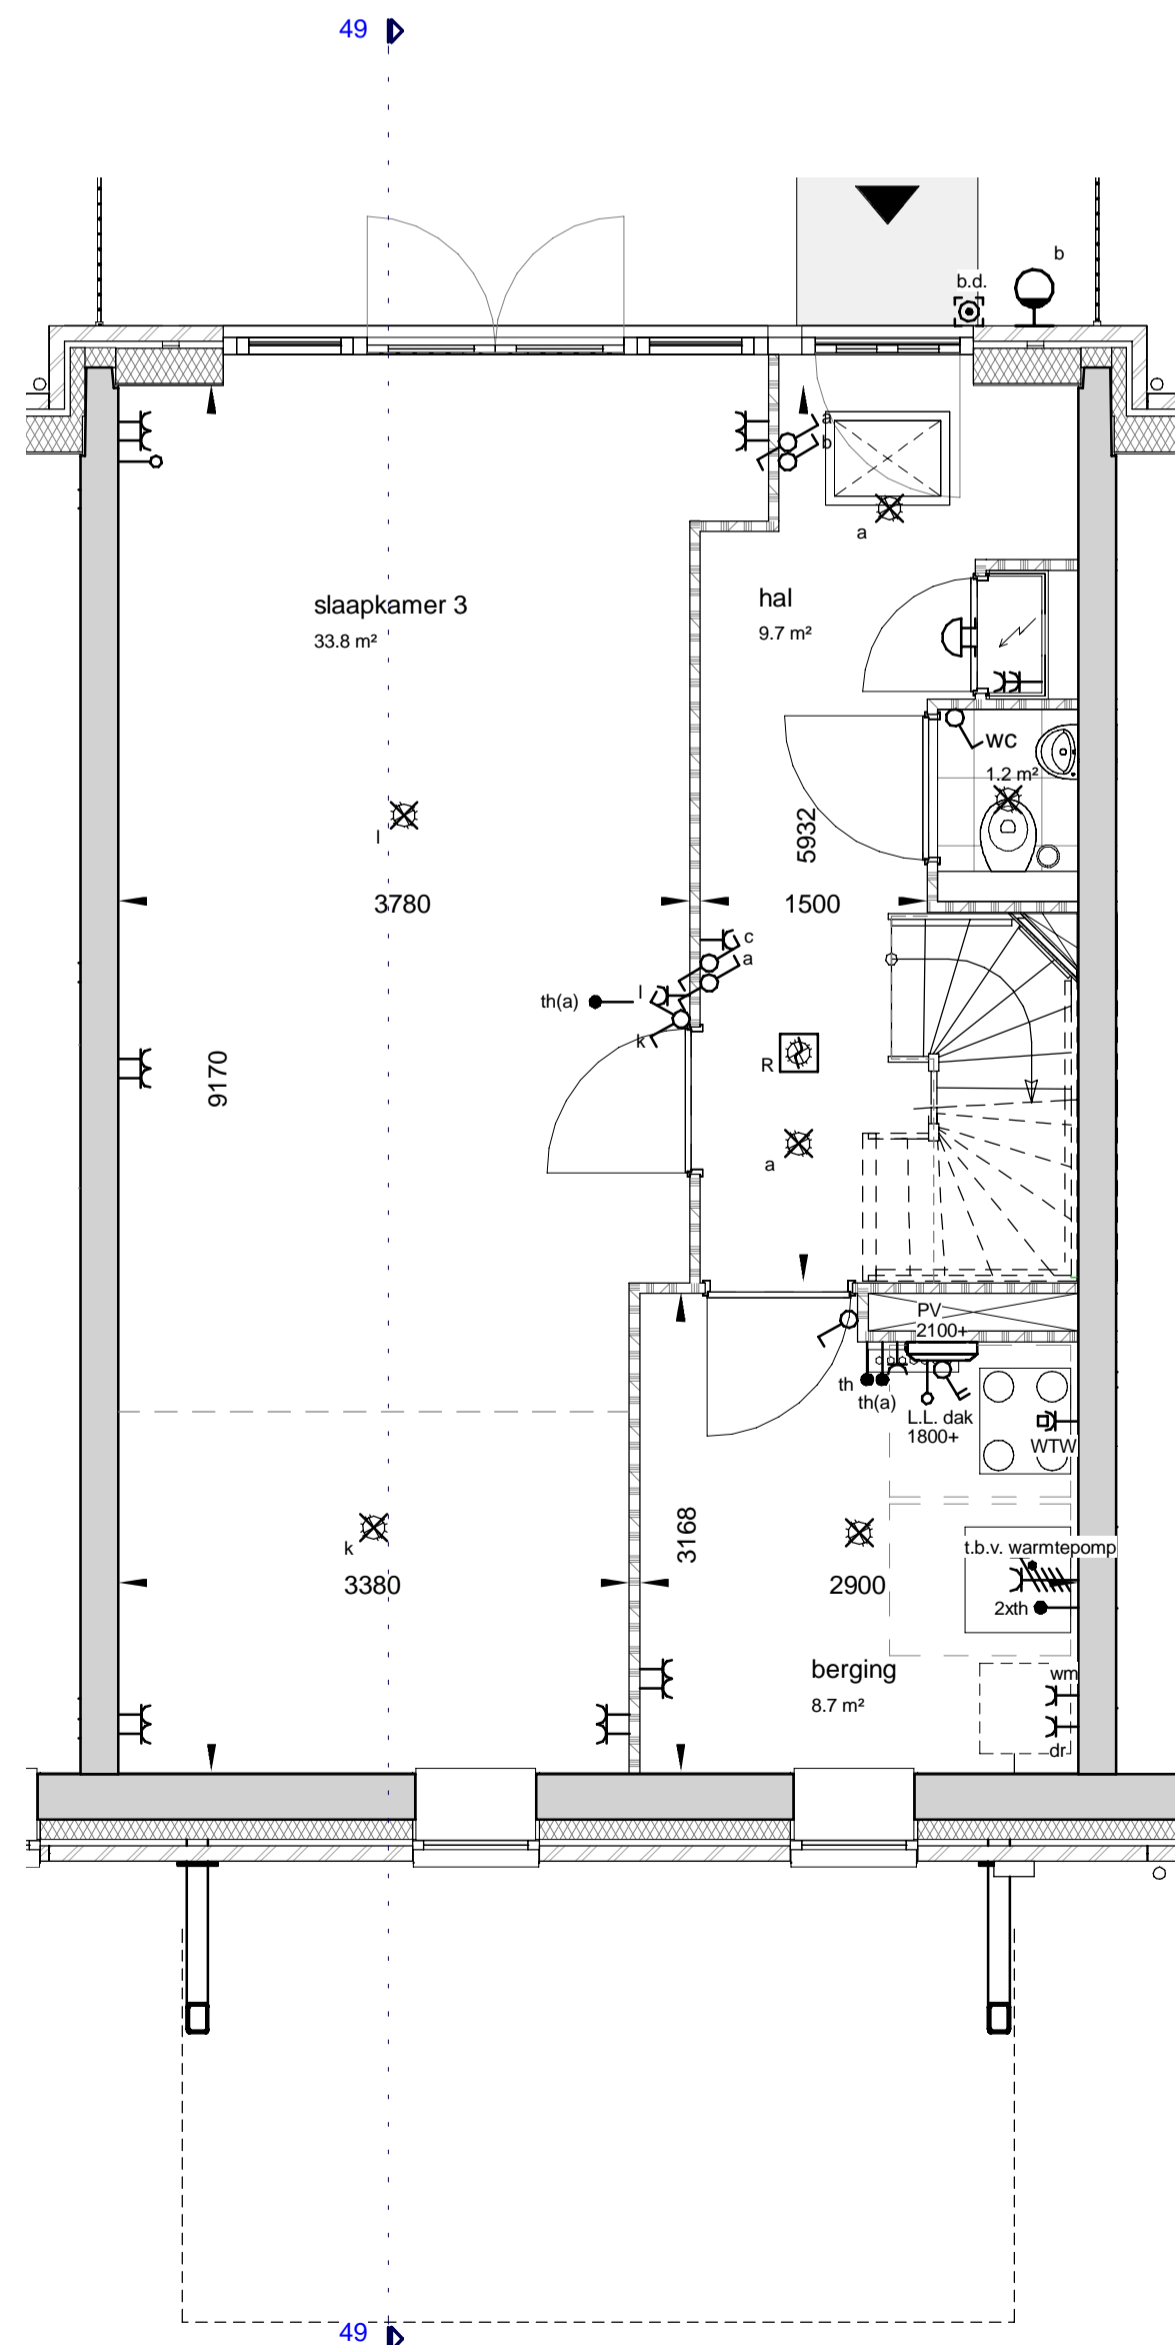 49
b
b.d.
a
b
a
slaapkamer 3
33.8 m²
hal
9.7 m²
wc
1.2 m²
l
5932
3780
1500
c
a
th(a)
l
k
R
9170
a
PV
2100+
th
th(a)
L.L. dak
1800+
WTW
k
3168
t.b.v. warmtepomp
3380
2900
2xth
berging
8.7 m²
wm
dr
49